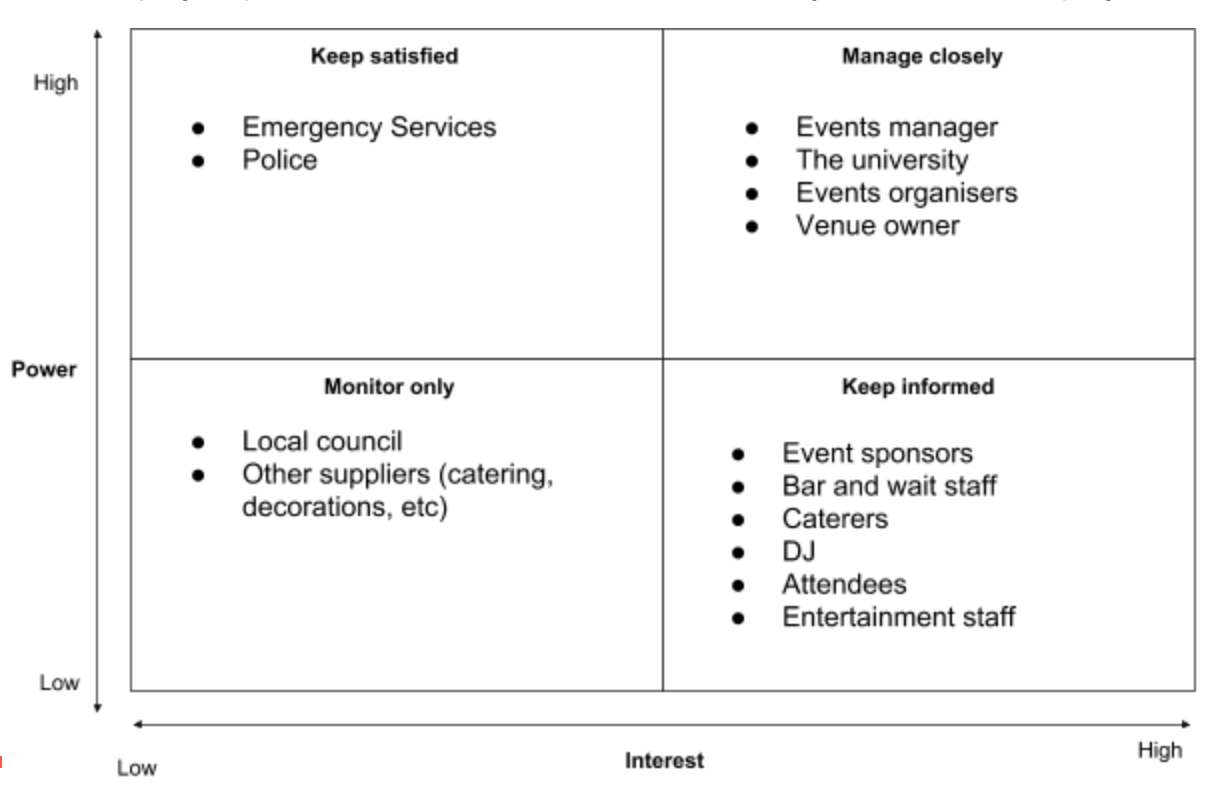 High
Keep satisfied
● Emergency Services
● Police
Manage closely
● Events manager
● The university
● Events organisers
● Venue owner
Power
Monitor only
● Local council
● Other suppliers (catering,
decorations, etc)
Keep informed
● Event sponsors
● Bar and wait staff
● Caterers
● DJ
● Attendees
● Entertainment staff
Low
Low
Interest
High